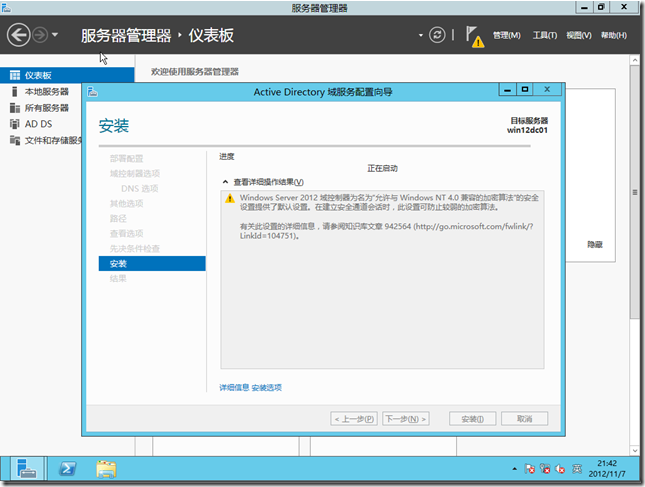 服务器管理器
服务器管理器 · 仪表板
管理(M) 工具(T) 视图(V) 帮助(H)
仪表板
本地服务器
所有服务器
AD DS
文件和存储服务
欢迎使用服务器管理器
隐藏
Active Directory 域服务配置向导
安装
目标服务器
win12dc01
部署配置
域控制器选项
DNS 选项
其他选项
路径
查看选项
先决条件检查
安装
结果
进度
正在启动
查看详细操作结果(V)
Windows Server 2012 域控制器为名为“允许与 Windows NT 4.0 兼容的加密算法”的安全
设置提供了默认设置。在建立安全通道会话时，此设置可防止较弱的加密算法。
有关此设置的详细信息，请参阅知识库文章 942564 (http://go.microsoft.com/fwlink/?
LinkId=104751)。
详细信息 安装选项
< 上一步(P) 下一步(N) > 安装(I) 取消
21:42
2012/11/7